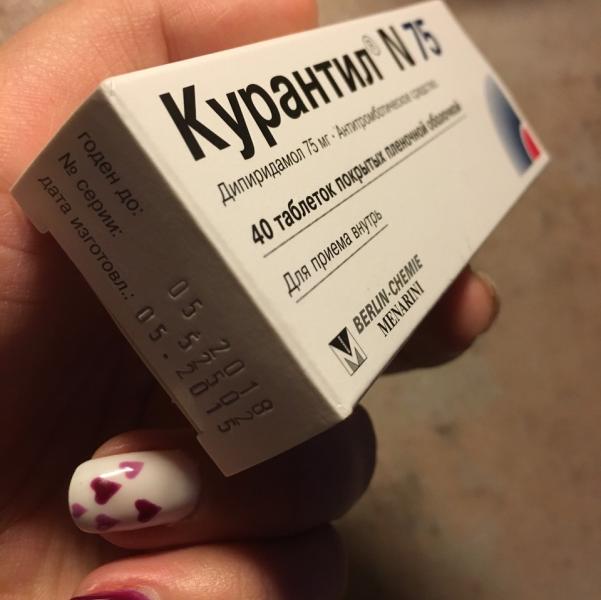 Курантил® N 75
Дипиридамол 75 мг · Антитромботическое средство
40 таблеток покрытых пленочной оболочкой
Для приема внутрь
BERLIN-CHEMIE
MENARINI
годен до:
№ серии:
дата изготовл.:
05.2018
52502
05.2015